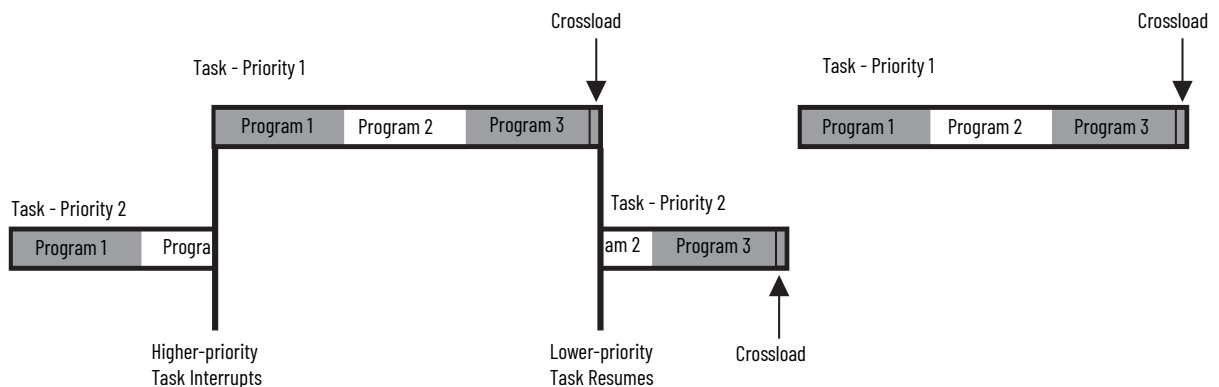 Crossload
Crossload
Task - Priority 1
Task - Priority 1
Program 1
Program 2
Program 3
Program 1
Program 2
Program 3
Task - Priority 2
Task - Priority 2
Program 1
Progra
am 2
Program 3
Higher-priority
Task Interrupts
Lower-priority
Task Resumes
Crossload